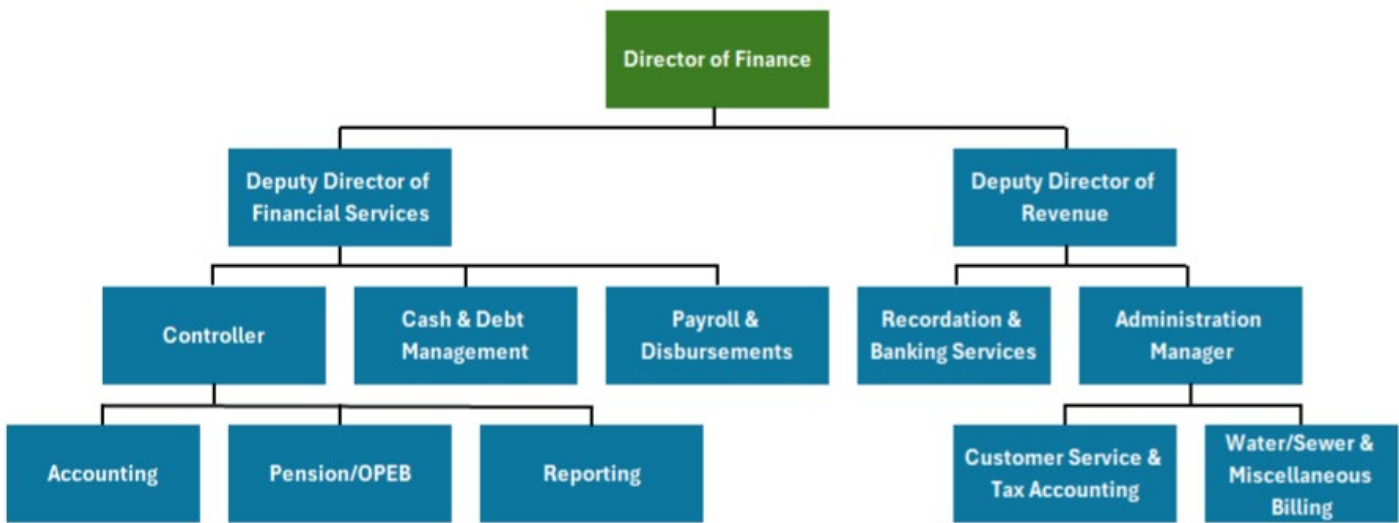 Director of Finance
Deputy Director of
Financial Services
Deputy Director of
Revenue
Controller
Cash & Debt
Management
Payroll &
Disbursements
Recordation &
Banking Services
Administration
Manager
Accounting
Pension/OPEB
Reporting
Customer Service &
Tax Accounting
Water/Sewer &
Miscellaneous
Billing